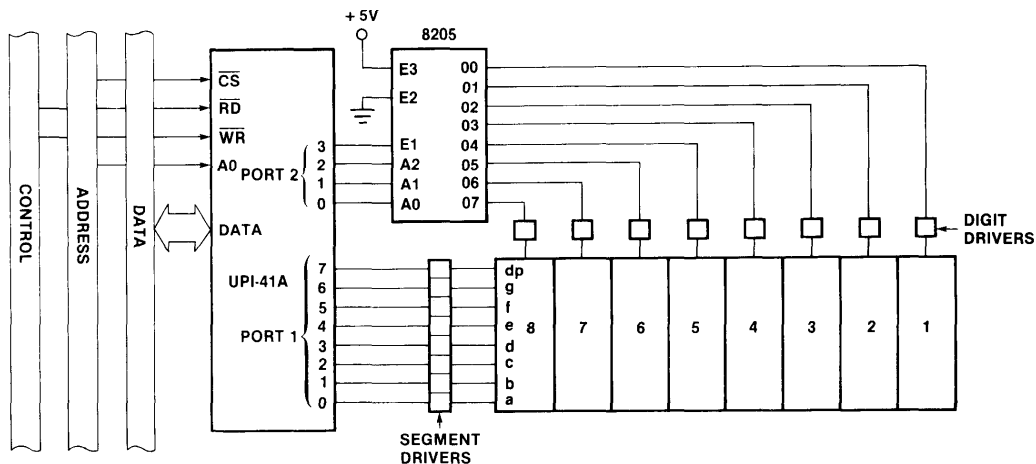 + 5V
8205
CS
RD
WR
A0
DATA
PORT 2
3
2
1
0
E3
E2
E1
A2
A1
A0
00
01
02
03
04
05
06
07
CONTROL
ADDRESS
DATA
DIGIT
DRIVERS
UPI-41A
PORT 1
7
6
5
4
3
2
1
0
dp
g
f
e
d
c
b
a
8
7
6
5
4
3
2
1
SEGMENT
DRIVERS